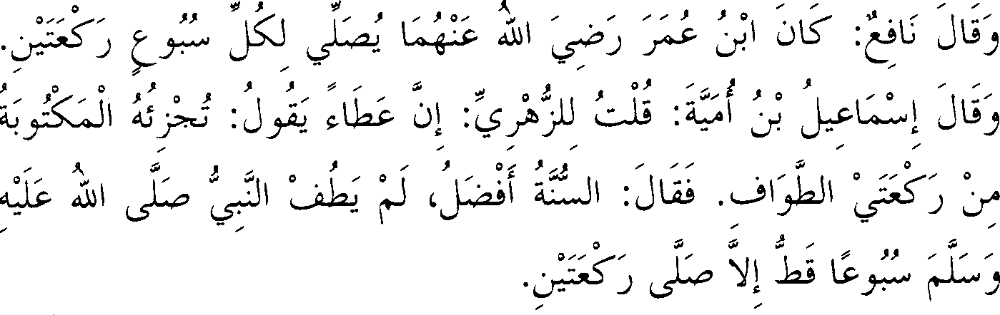 وَقَالَ نَافِعٌ: كَانَ ابْنُ عُمَرَ رَضِيَ اللهُ عَنْهُمَا يُصَلِّي لِكُلِّ سُبُوعٍ رَكْعَتَيْنِ.
وَقَالَ إِسْمَاعِيلُ بْنُ أُمَيَّةَ: قُلْتُ لِلزُّهْرِيِّ: إِنَّ عَطَاءً يَقُولُ: تُجْزِئُهُ الْمَكْتُوبَةُ
مِنْ رَكْعَتَيْ الطَّوَافِ. فَقَالَ: السُّنَّةُ أَفْضَلُ، لَمْ يَطُفْ النَّبِيُّ صَلَّى اللهُ عَلَيْهِ
وَسَلَّمَ سُبُوعًا قَطُّ إِلاَّ صَلَّى رَكْعَتَيْنِ.